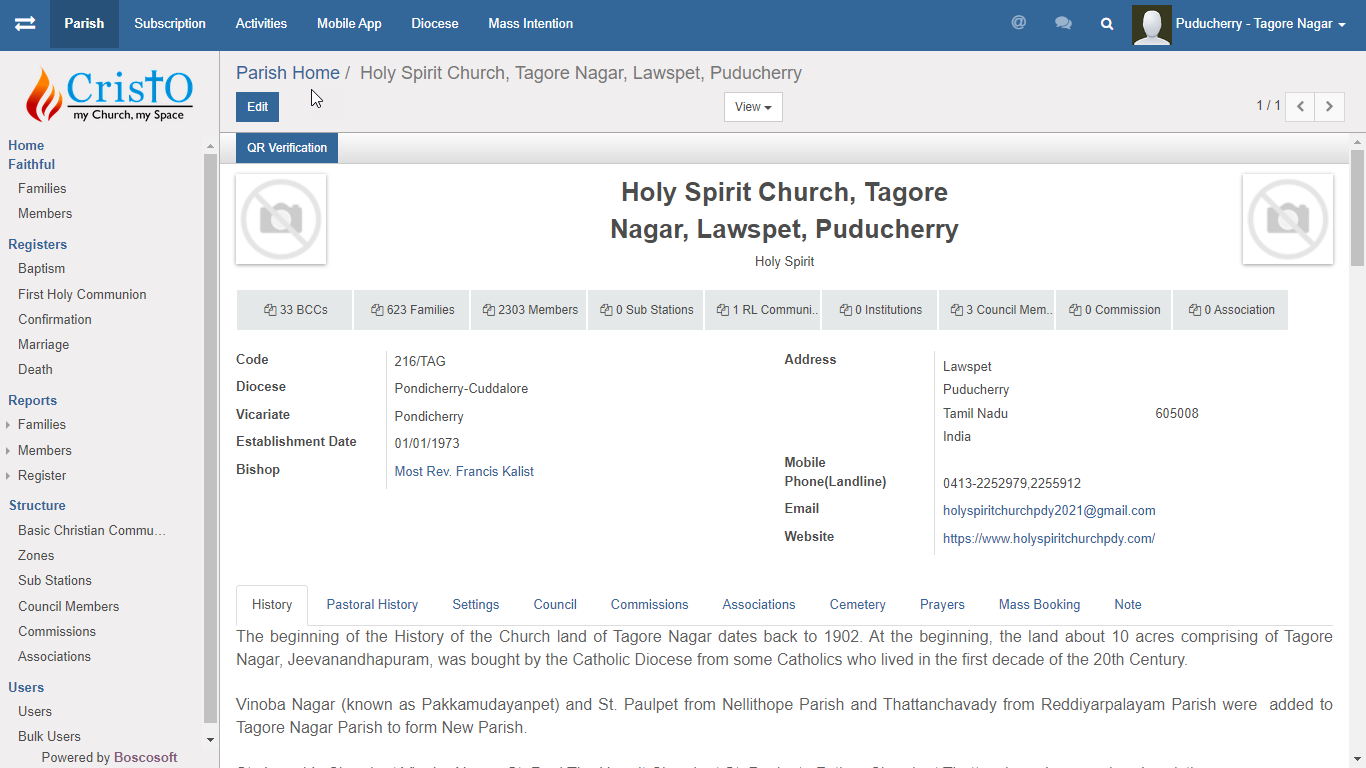 Parish Subscription Activities Mobile App Diocese Mass Intention @ Puducherry - Tagore Nagar
CristO
my Church, my Space
Home
Faithful
Families
Members
Registers
Baptism
First Holy Communion
Confirmation
Marriage
Death
Reports
Families
Members
Register
Structure
Basic Christian Commu...
Zones
Sub Stations
Council Members
Commissions
Associations
Users
Users
Bulk Users
Powered by Boscosoft
Parish Home / Holy Spirit Church, Tagore Nagar, Lawspet, Puducherry
Edit View 1 / 1
QR Verification
Holy Spirit Church, Tagore
Nagar, Lawspet, Puducherry
Holy Spirit
33 BCCs 623 Families 2303 Members 0 Sub Stations 1 RL Communi.. 0 Institutions 3 Council Mem.. 0 Commission 0 Association
Code 216/TAG
Diocese Pondicherry-Cuddalore
Vicariate Pondicherry
Establishment Date 01/01/1973
Bishop Most Rev. Francis Kalist
Address Lawspet
Puducherry
Tamil Nadu 605008
India
Mobile
Phone(Landline) 0413-2252979,2255912
Email holyspiritchurchpdy2021@gmail.com
Website https://www.holyspiritchurchpdy.com/
History Pastoral History Settings Council Commissions Associations Cemetery Prayers Mass Booking Note
The beginning of the History of the Church land of Tagore Nagar dates back to 1902. At the beginning, the land about 10 acres comprising of Tagore
Nagar, Jeevanandhapuram, was bought by the Catholic Diocese from some Catholics who lived in the first decade of the 20th Century.
Vinoba Nagar (known as Pakkamudayanpet) and St. Paulpet from Nellithope Parish and Thattanchavady from Reddiyarpalayam Parish were added to
Tagore Nagar Parish to form New Parish.